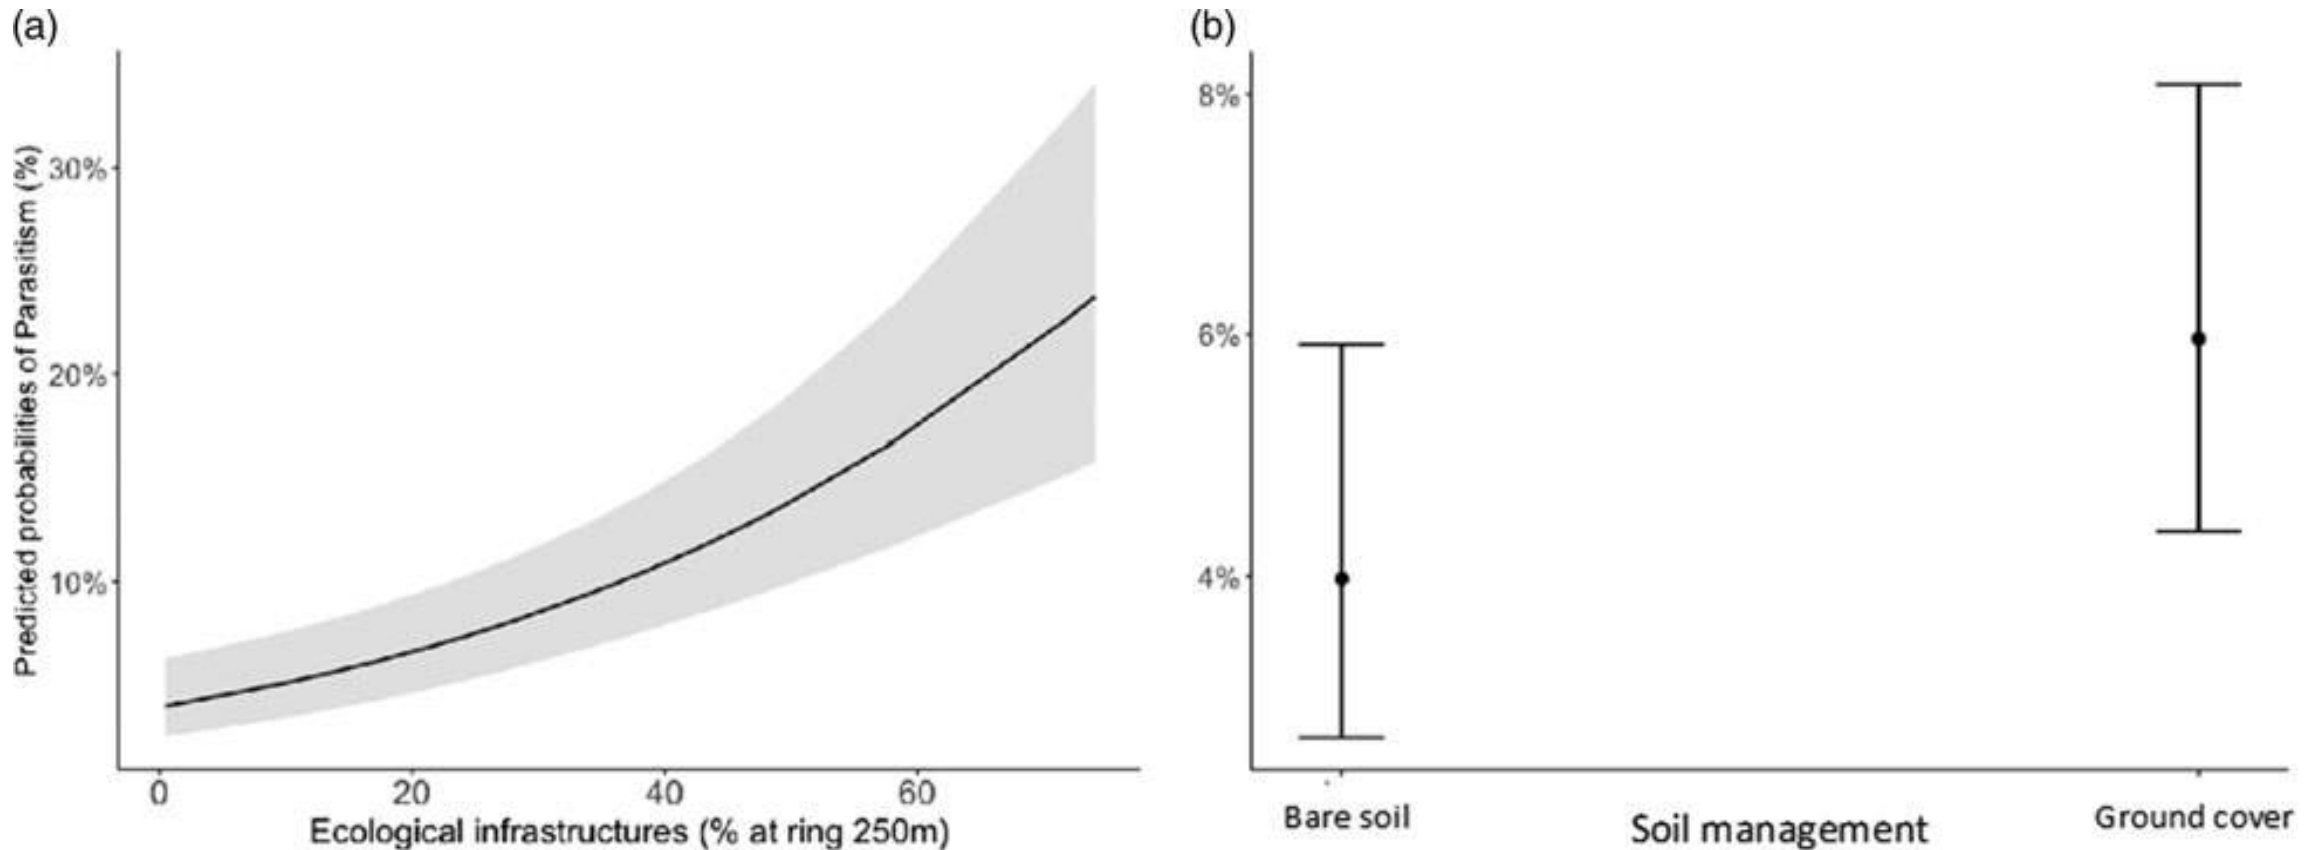 (a)
Predicted probabilities of Parasitism (%)
30%
20%
10%
0 20 40 60
Ecological infrastructures (% at ring 250m)
(b)
8%
6%
4%
Bare soil
Soil management
Ground cover